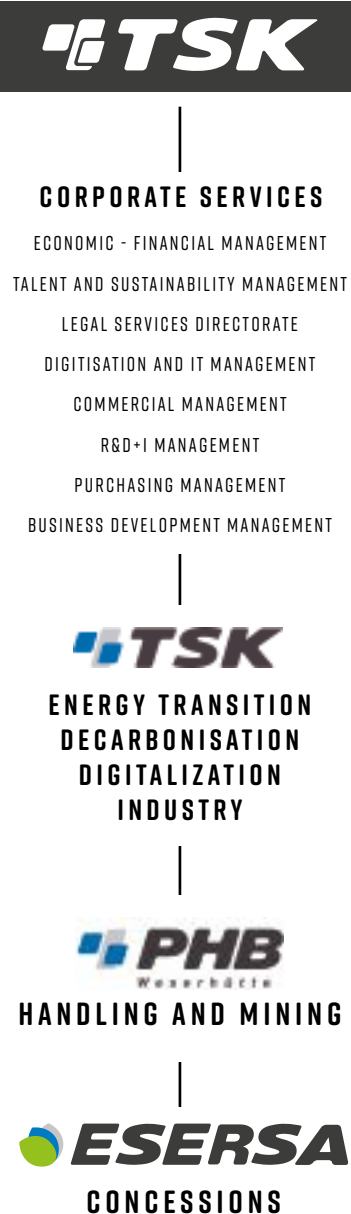 TSK
CORPORATE SERVICES
ECONOMIC - FINANCIAL MANAGEMENT
TALENT AND SUSTAINABILITY MANAGEMENT
LEGAL SERVICES DIRECTORATE
DIGITISATION AND IT MANAGEMENT
COMMERCIAL MANAGEMENT
R&D+I MANAGEMENT
PURCHASING MANAGEMENT
BUSINESS DEVELOPMENT MANAGEMENT
TSK
ENERGY TRANSITION
DECARBONISATION
DIGITALIZATION
INDUSTRY
PHB
Weserhütte
HANDLING AND MINING
ESERSA
CONCESSIONS